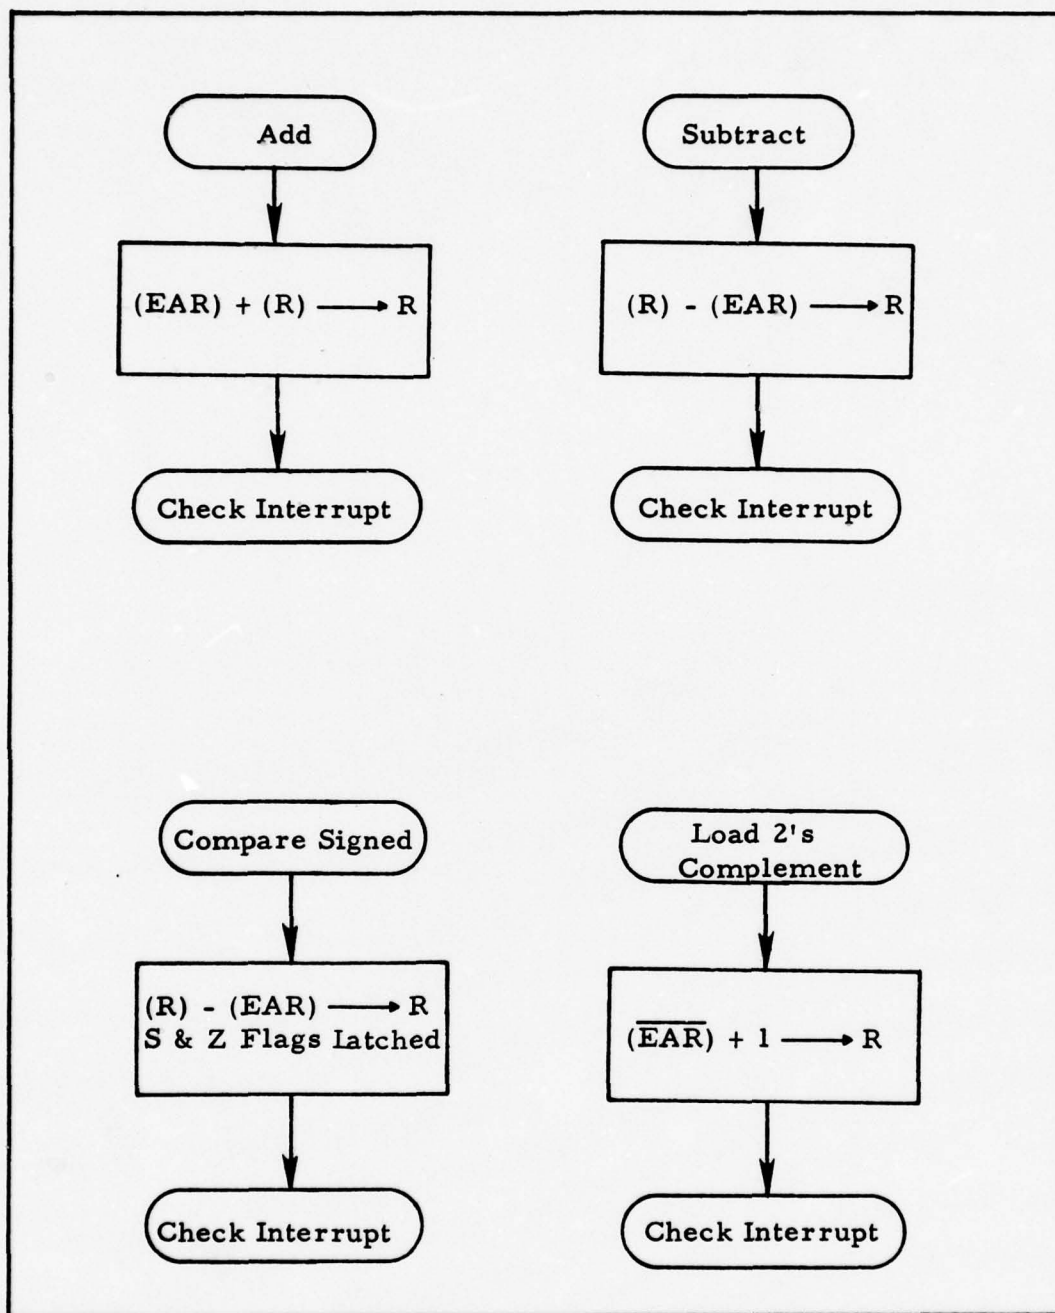 Add
(EAR) + (R) ⟶ R
Check Interrupt
Subtract
(R) - (EAR) ⟶ R
Check Interrupt
Compare Signed
(R) - (EAR) ⟶ R
S & Z Flags Latched
Check Interrupt
Load 2's
Complement
(E̅A̅R̅) + 1 ⟶ R
Check Interrupt